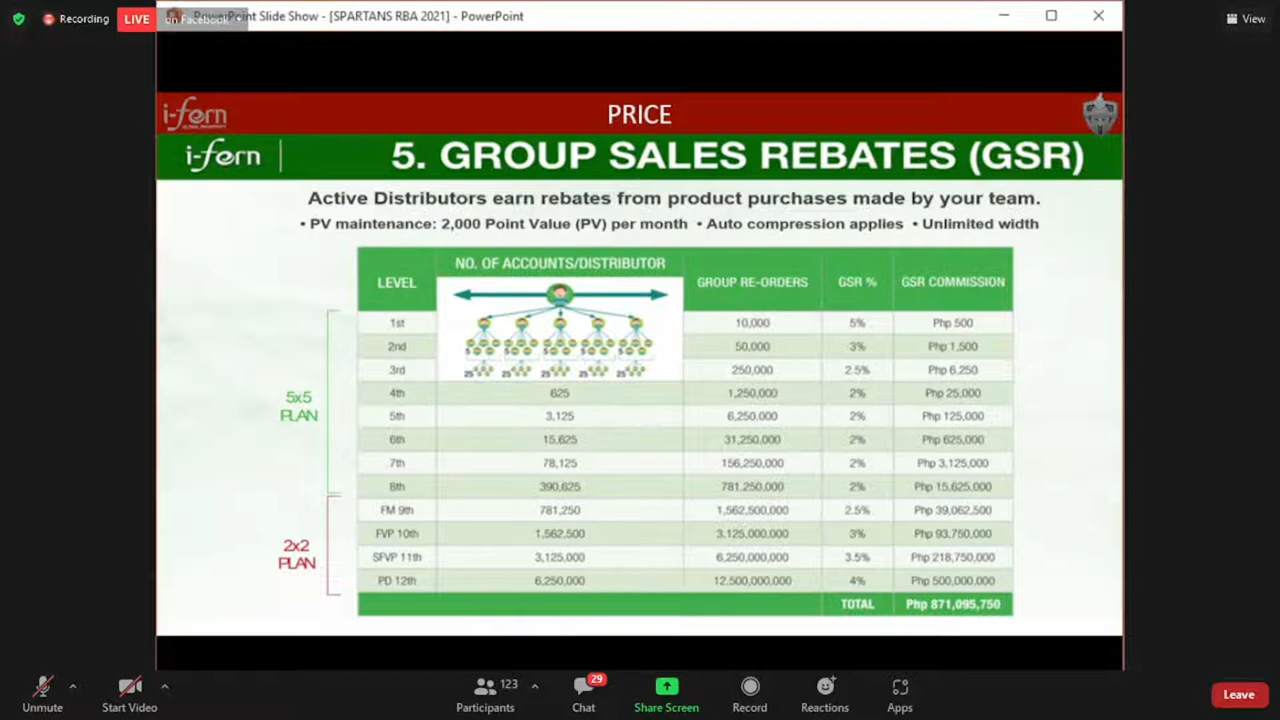 PowerPoint Slide Show - [SPARTANS RBA 2021] - PowerPoint
Recording
LIVE
on Facebook
View
i-fern
PRICE
i-fern
5. GROUP SALES REBATES (GSR)
Active Distributors earn rebates from product purchases made by your team.
• PV maintenance: 2,000 Point Value (PV) per month • Auto compression applies • Unlimited width
LEVEL NO. OF ACCOUNTS/DISTRIBUTOR GROUP RE-ORDERS GSR % GSR COMMISSION
1st 10,000 5% Php 500
2nd 50,000 3% Php 1,500
3rd 25 25 25 25 25 250,000 2.5% Php 6,250
4th 625 1,250,000 2% Php 25,000
5th 3,125 6,250,000 2% Php 125,000
6th 15,625 31,250,000 2% Php 625,000
7th 78,125 156,250,000 2% Php 3,125,000
8th 390,625 781,250,000 2% Php 15,625,000
FM 9th 781,250 1,562,500,000 2.5% Php 39,062,500
FVP 10th 1,562,500 3,125,000,000 3% Php 93,750,000
SFVP 11th 3,125,000 6,250,000,000 3.5% Php 218,750,000
PD 12th 6,250,000 12,500,000,000 4% Php 500,000,000
TOTAL Php 871,095,750
5x5
PLAN
2x2
PLAN
Unmute
Start Video
123
Participants
29
Chat
Share Screen
Record
Reactions
Apps
Leave